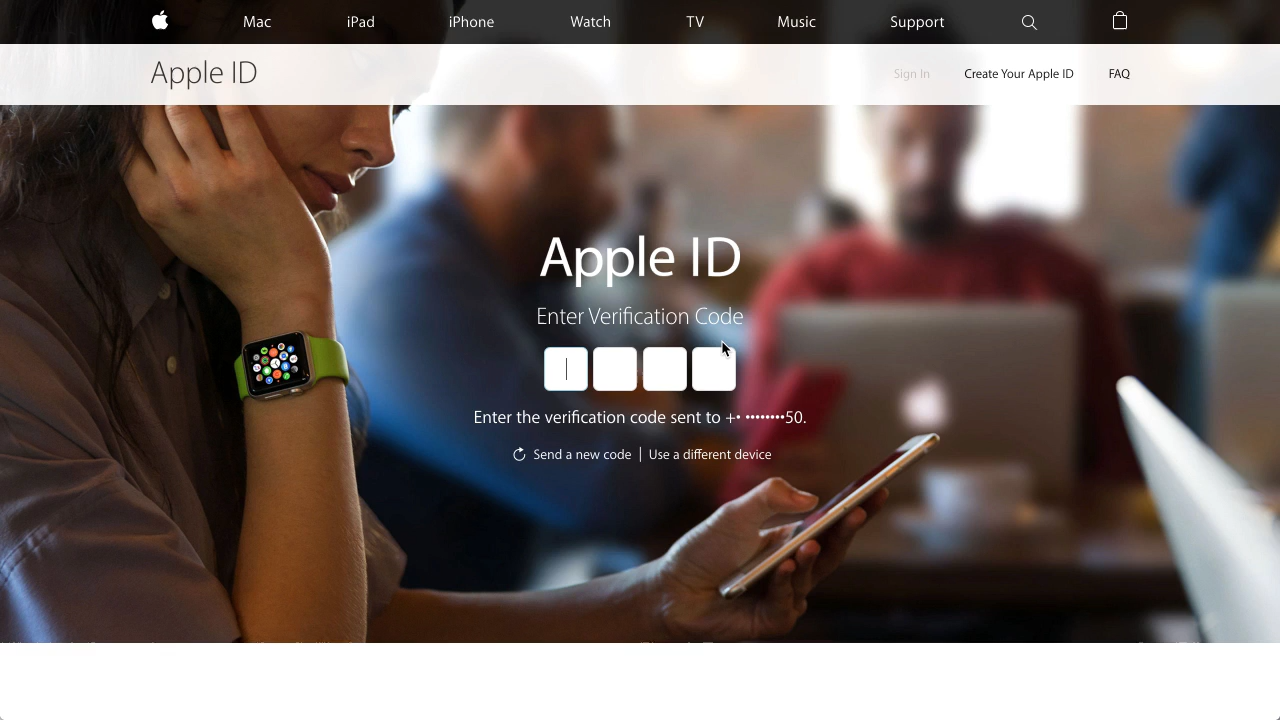 Mac iPad iPhone Watch TV Music Support
Apple ID Sign In Create Your Apple ID FAQ
Apple ID
Enter Verification Code
Enter the verification code sent to +• ••••••••50.
Send a new code | Use a different device